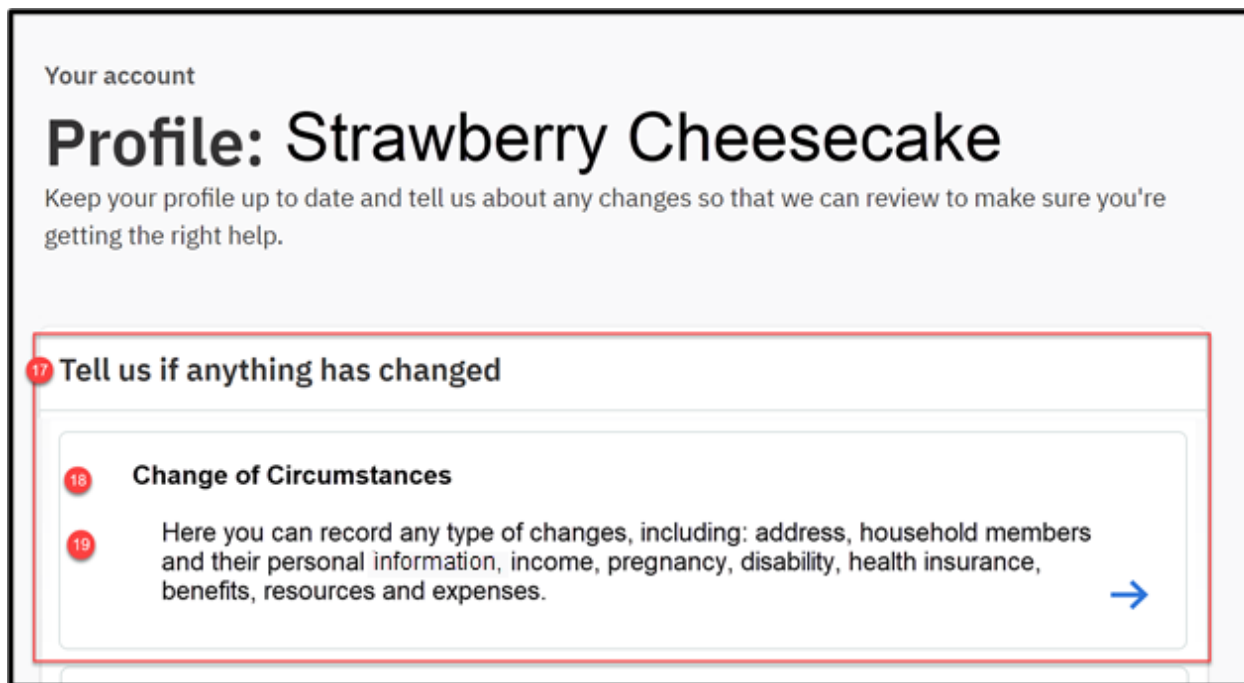 Your account
Profile: Strawberry Cheesecake
Keep your profile up to date and tell us about any changes so that we can review to make sure you're
getting the right help.
17 Tell us if anything has changed
18 Change of Circumstances
19 Here you can record any type of changes, including: address, household members
and their personal information, income, pregnancy, disability, health insurance,
benefits, resources and expenses.